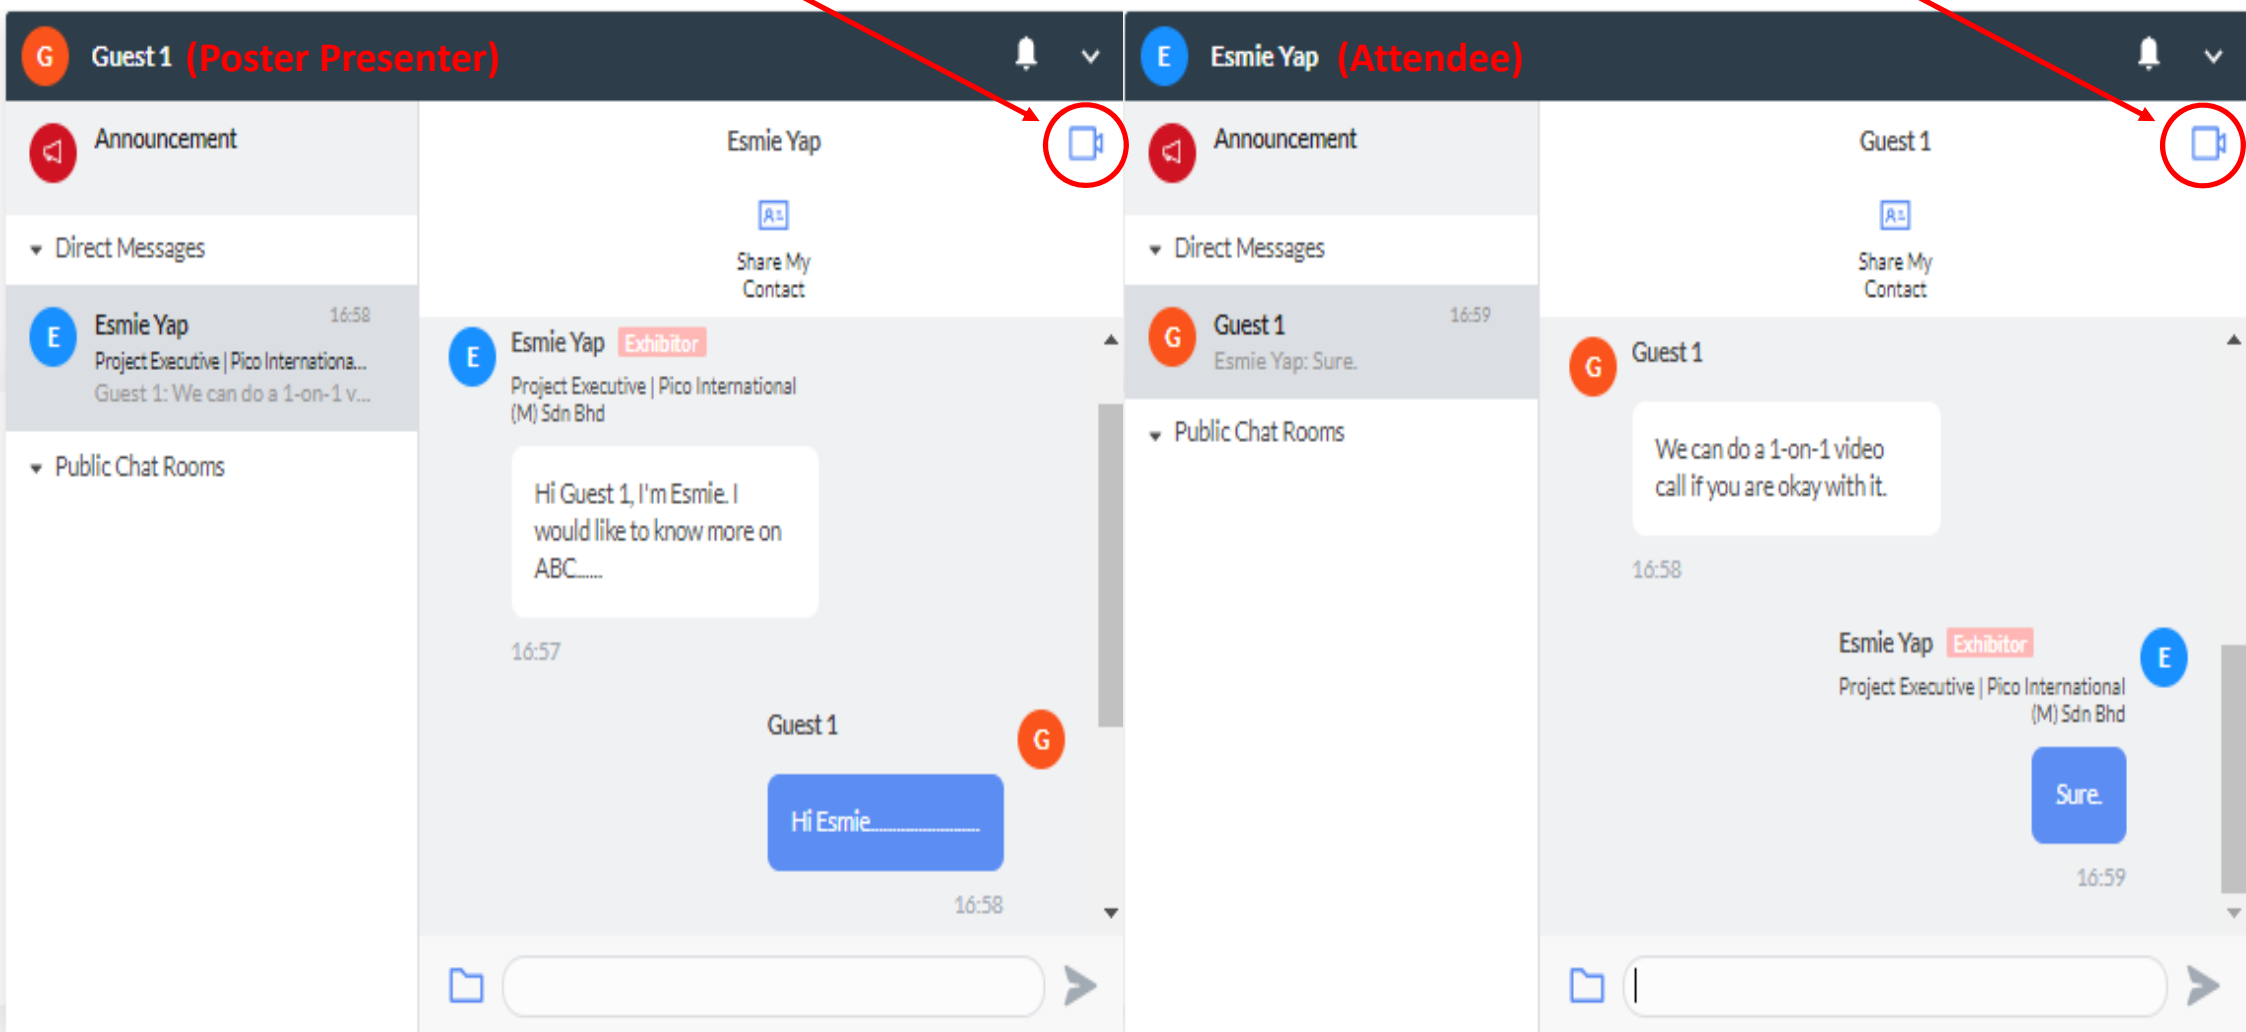 G Guest 1 (Poster Presenter)
Announcement
Direct Messages
E Esmie Yap 16:58
Project Executive | Pico Internationa...
Guest 1: We can do a 1-on-1 v...
Public Chat Rooms
Esmie Yap
Share My
Contact
E Esmie Yap Exhibitor
Project Executive | Pico International
(M) Sdn Bhd
Hi Guest 1, I'm Esmie. I
would like to know more on
ABC......
16:57
Guest 1 G
Hi Esmie..........................
16:58
E Esmie Yap (Attendee)
Announcement
Direct Messages
G Guest 1 16:59
Esmie Yap: Sure.
Public Chat Rooms
Guest 1
Share My
Contact
G Guest 1
We can do a 1-on-1 video
call if you are okay with it.
16:58
Esmie Yap Exhibitor E
Project Executive | Pico International
(M) Sdn Bhd
Sure.
16:59